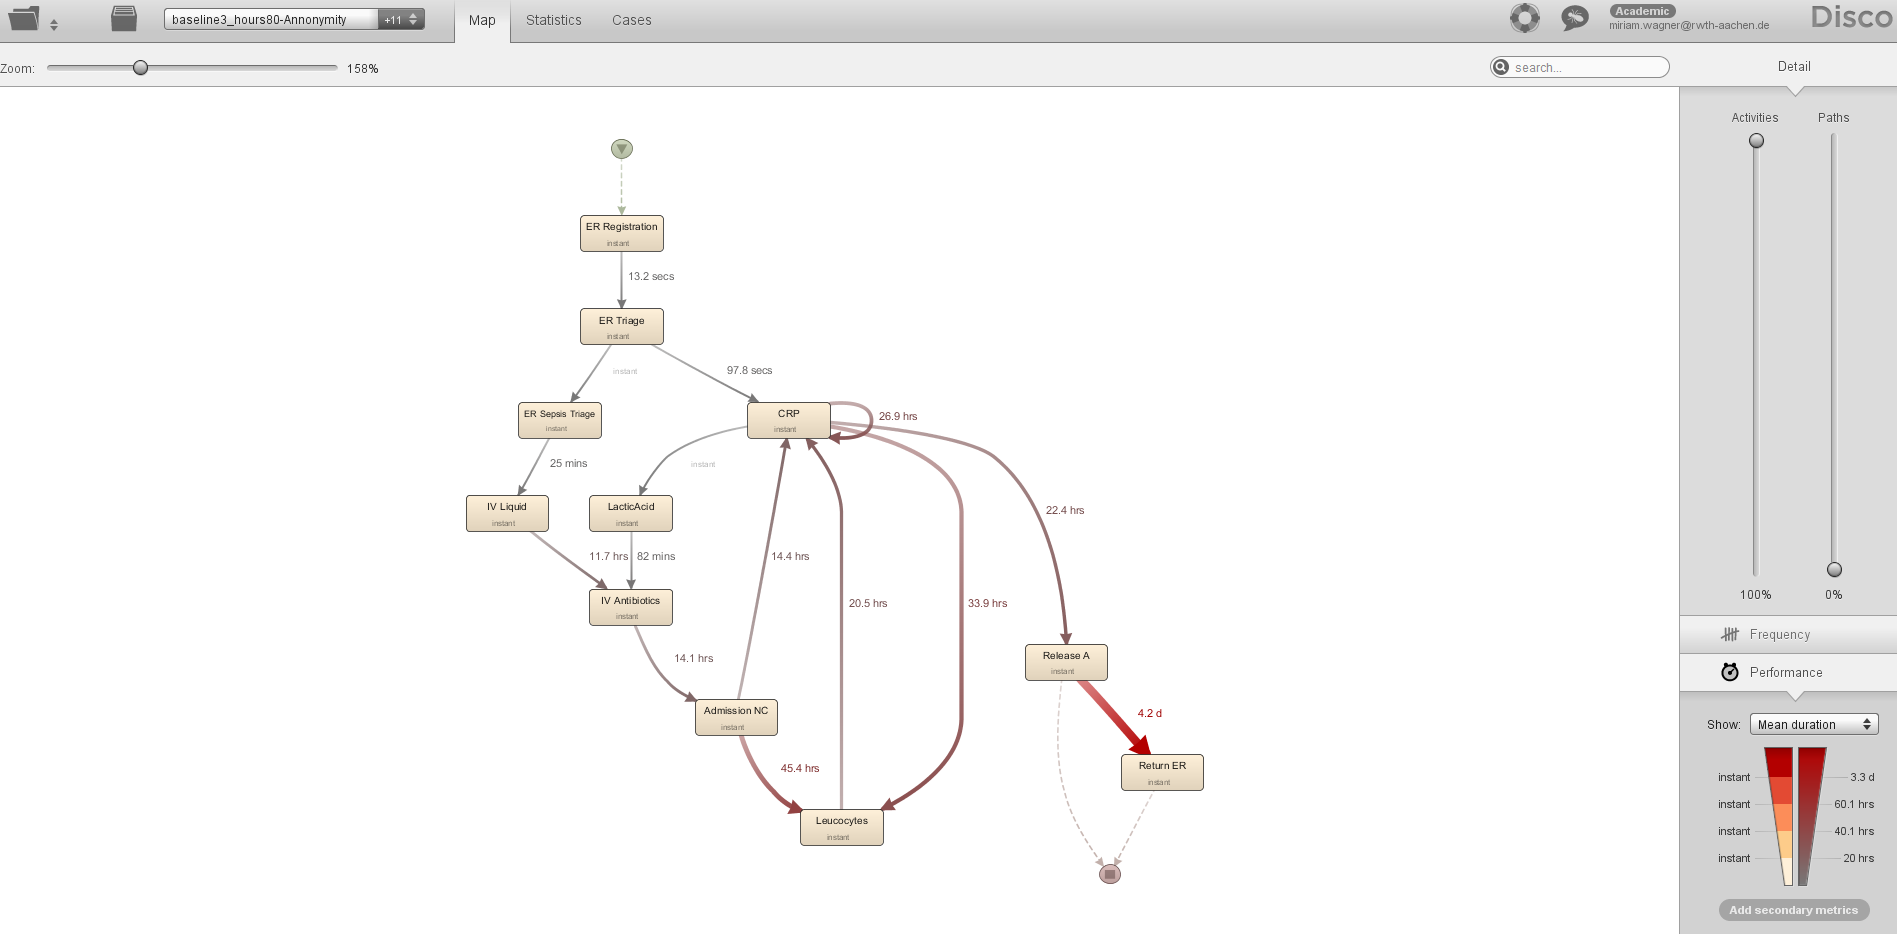 baseline3_hours80-Annonymity +11
Map Statistics Cases
Academic
miriam.wagner@rwth-aachen.de
Disco
Zoom: 158%
search...
Detail
Activities Paths
100% 0%
Frequency
Performance
Show: Mean duration
instant 3.3 d
instant 60.1 hrs
instant 40.1 hrs
instant 20 hrs
Add secondary metrics
ER Registration
instant
13.2 secs
ER Triage
instant
instant
97.8 secs
ER Sepsis Triage
instant
CRP
instant
26.9 hrs
25 mins
instant
IV Liquid
instant
LacticAcid
instant
22.4 hrs
11.7 hrs
82 mins
14.4 hrs
IV Antibiotics
instant
20.5 hrs
33.9 hrs
14.1 hrs
Release A
instant
Admission NC
instant
4.2 d
45.4 hrs
Return ER
instant
Leucocytes
instant